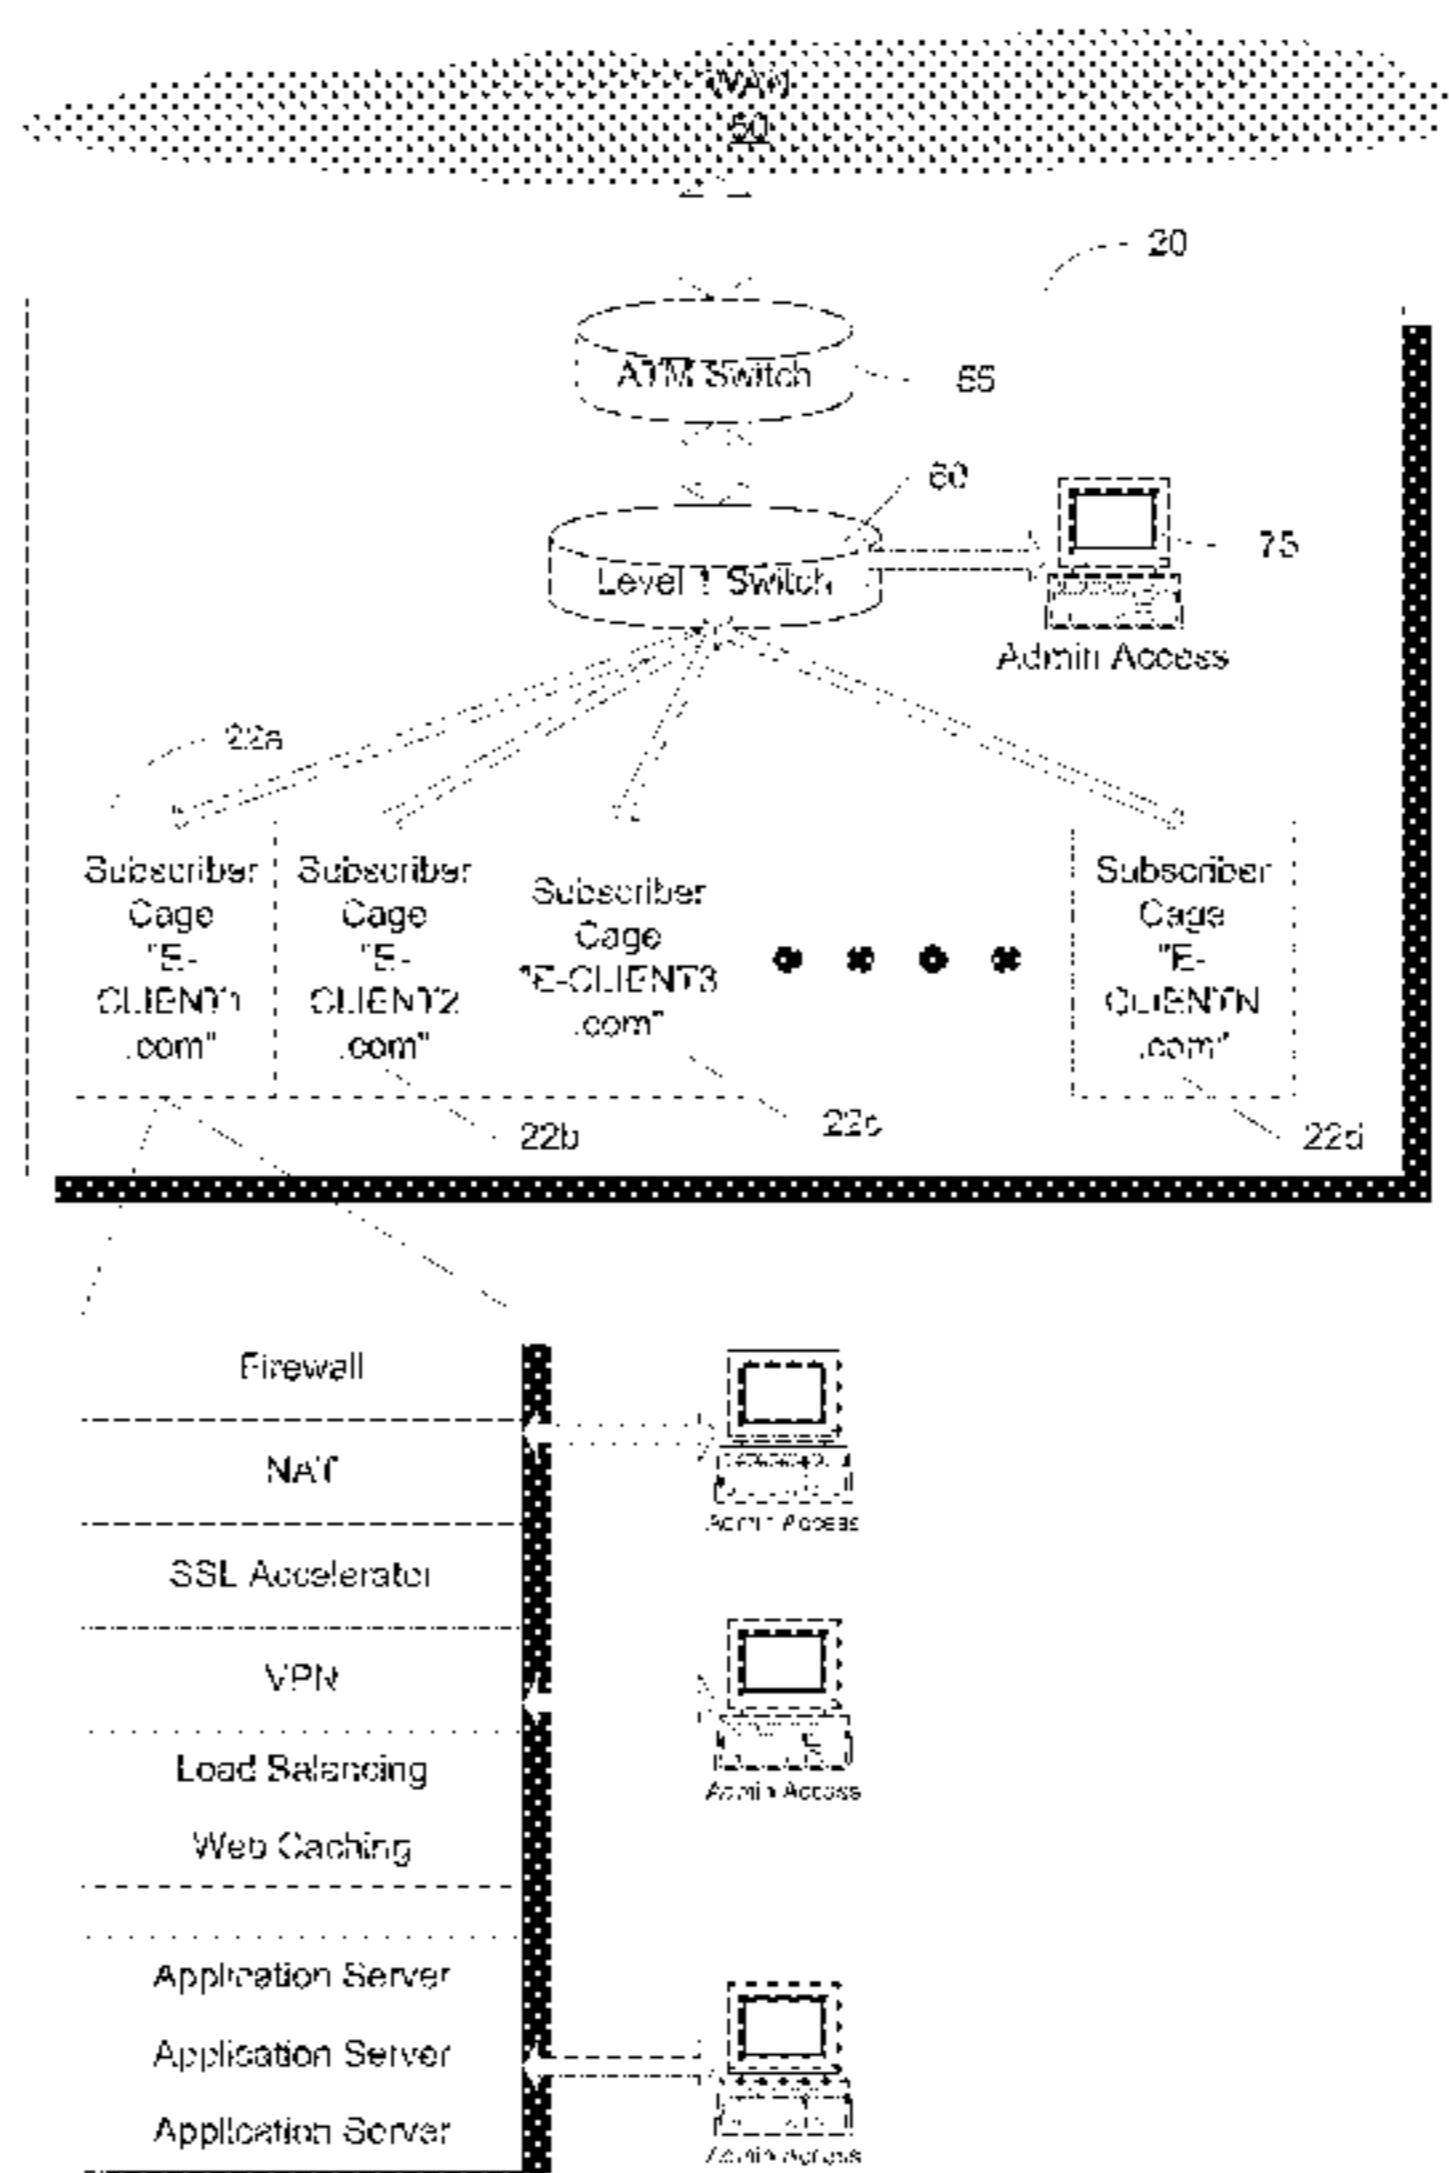 (WAN)
50
20
ATM Switch
55
60
Level 1 Switch
75
Admin Access
22a
Subscriber
Cage
"E-
CLIENT1
.com"
Subscriber
Cage
"E-
CLIENT2
.com"
Subscriber
Cage
"E-CLIENT3
.com"
Subscriber
Cage
"E-
CLIENTN
.com"
22b
22c
22d
Firewall
NAT
SSL Accelerator
VPN
Load Balancing
Web Caching
Application Server
Application Server
Application Server
Admin Access
Admin Access
Admin Access